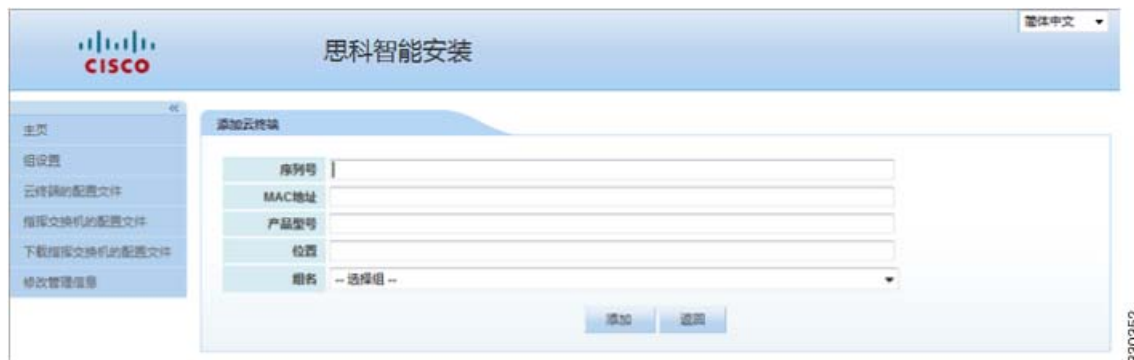 简体中文
CISCO
思科智能安装
主页
组设置
云终端的配置文件
指挥交换机的配置文件
下载指挥交换机的配置文件
修改管理信息
添加云终端
序列号
MAC地址
产品型号
位置
组名 -- 选择组 --
添加 返回
330353